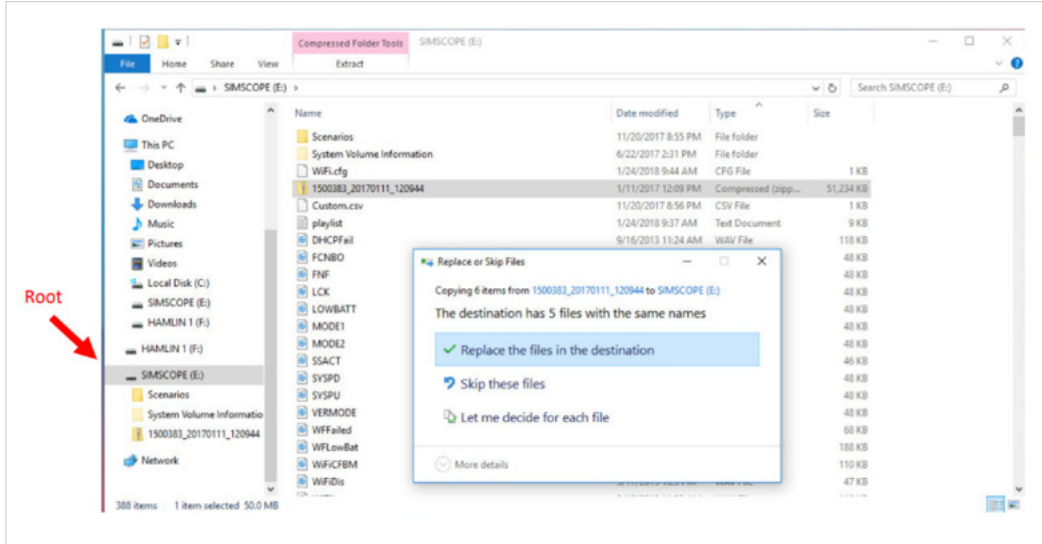 Compressed Folder Tools SIMSCOPE (E:)
File Home Share View Extract
SIMSCOPE (E:) Search SIMSCOPE (E:)
Name Date modified Type Size
OneDrive
This PC
Desktop
Documents
Downloads
Music
Pictures
Videos
Local Disk (C:)
SIMSCOPE (E:)
HAMLIN 1 (F:)
HAMLIN 1 (F:)
SIMSCOPE (E:)
Scenarios
System Volume Informatio
1500383_20170111_120944
Network
Root
Scenarios 11/20/2017 8:55 PM File folder
System Volume Information 6/22/2017 2:31 PM File folder
WiFi.cfg 1/24/2018 9:44 AM CFG File 1 KB
1500383_20170111_120944 1/11/2017 12:09 PM Compressed (zipp... 51,234 KB
Custom.csv 11/20/2017 8:56 PM CSV File 1 KB
playlist 1/24/2018 9:37 AM Text Document 9 KB
DHCPFail 9/16/2013 11:24 AM WAV File 118 KB
FCNBO 48 KB
FNF 48 KB
LCK 48 KB
LOWBATT 48 KB
MODE1 48 KB
MODE2 48 KB
SSACT 46 KB
SYSPD 48 KB
SYSPU 48 KB
VERMODE 48 KB
WFFailed 68 KB
WFLowBat 188 KB
WiFiCFBM 110 KB
WiFiDis 47 KB
Replace or Skip Files
Copying 6 items from 1500383_20170111_120944 to SIMSCOPE (E:)
The destination has 5 files with the same names
Replace the files in the destination
Skip these files
Let me decide for each file
More details
388 items 1 item selected 50.0 MB